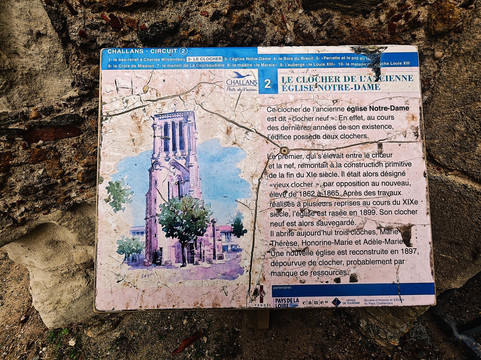 CHALLANS - CIRCUIT (2)
2- LE CLOCHER
CHALLANS
2
LE CLOCHER DE L'ANCIENNE
ÉGLISE NOTRE-DAME
Ce clocher de l'ancienne église Notre-Dame
est dit «clocher neuf ». En effet, au cours
des dernières années de son existence,
l'édifice possède deux clochers.
Le premier, qui s'élevait entre le chœur
et la nef, remontait à la construction primitive
de la fin du XIe siècle. Il était alors désigné
«vieux clocher », par opposition au nouveau,
élevé de 1862 à 1865. Après des travaux
réalisés à plusieurs reprises au cours du XIXe
siècle, l'église est rasée en 1899. Son clocher
neuf est alors sauvegardé.
Il abrite aujourd'hui trois cloches, Marie
Thérèse, Honorine-Marie et Adèle-Marie.
Une nouvelle église est reconstruite en 1897,
dépourvue de clocher, probablement par
manque de ressources.
PAYS DE LA LOIRE